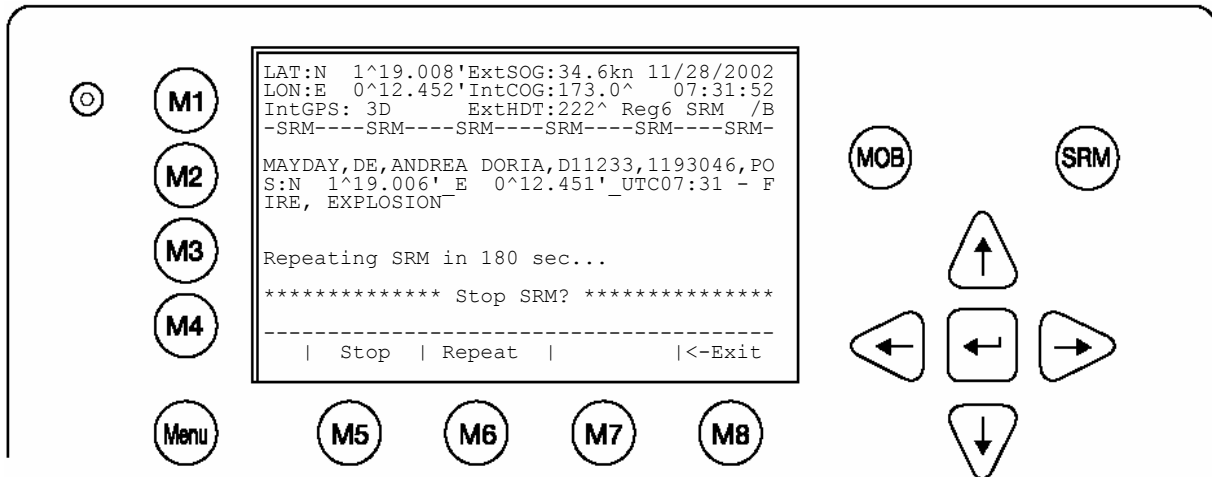 LAT:N  1^19.008'ExtSOG:34.6kn 11/28/2002
LON:E  0^12.452'IntCOG:173.0^   07:31:52
IntGPS: 3D      ExtHDT:222^ Reg6 SRM  /B
-SRM----SRM----SRM----SRM----SRM----SRM-
MAYDAY,DE,ANDREA DORIA,D11233,1193046,PO
S:N  1^19.006'_E  0^12.451'_UTC07:31 - F
IRE, EXPLOSION
Repeating SRM in 180 sec...
************** Stop SRM? ***************
| Stop | Repeat | |<-Exit
M1
M2
M3
M4
MOB
SRM
Menu
M5
M6
M7
M8